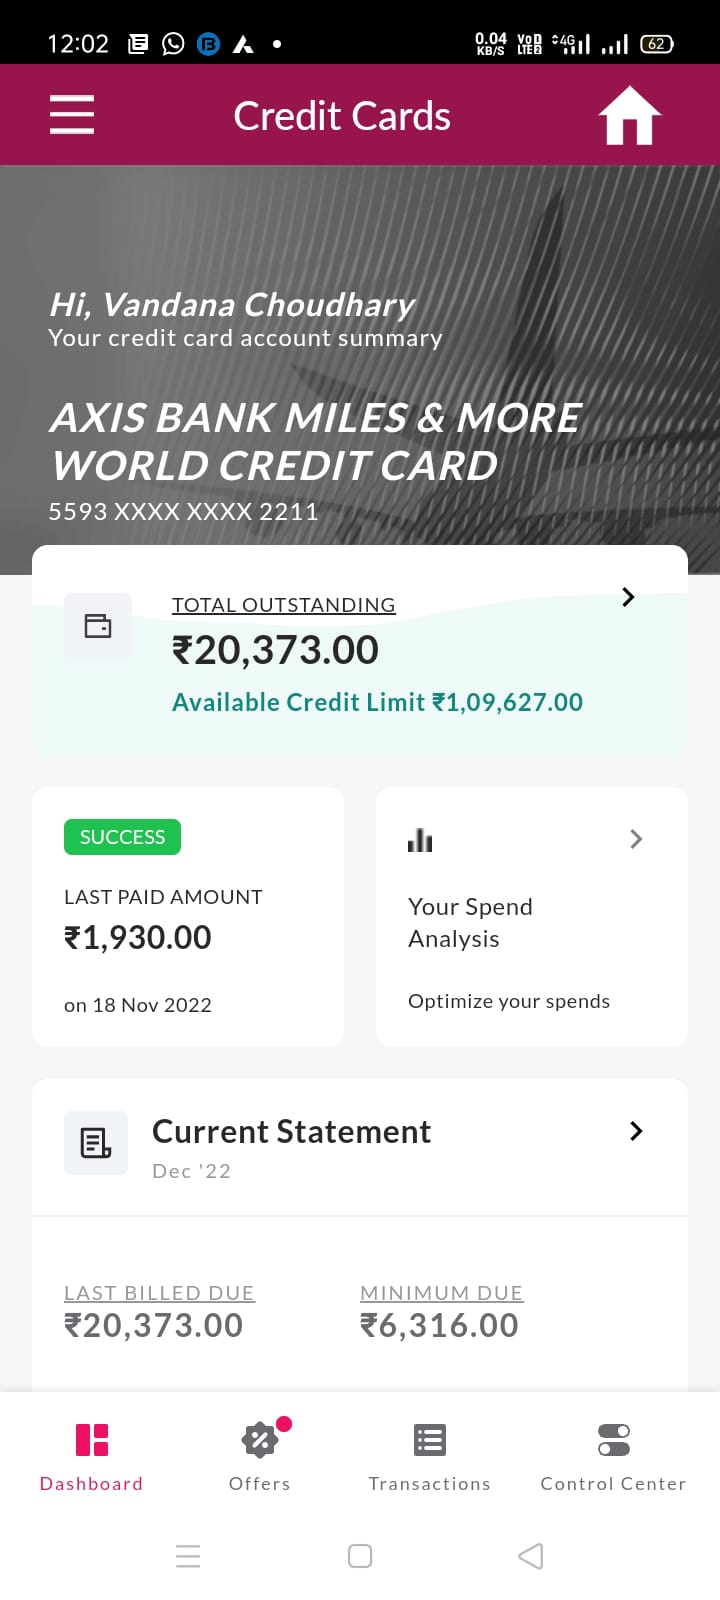 12:02
0.04
KB/S
VoD
LTE2
4G
62
Credit Cards
Hi, Vandana Choudhary
Your credit card account summary
AXIS BANK MILES & MORE
WORLD CREDIT CARD
5593 XXXX XXXX 2211
TOTAL OUTSTANDING
₹20,373.00
Available Credit Limit ₹1,09,627.00
SUCCESS
LAST PAID AMOUNT
₹1,930.00
on 18 Nov 2022
Your Spend
Analysis
Optimize your spends
Current Statement
Dec '22
LAST BILLED DUE
₹20,373.00
MINIMUM DUE
₹6,316.00
Dashboard
Offers
Transactions
Control Center